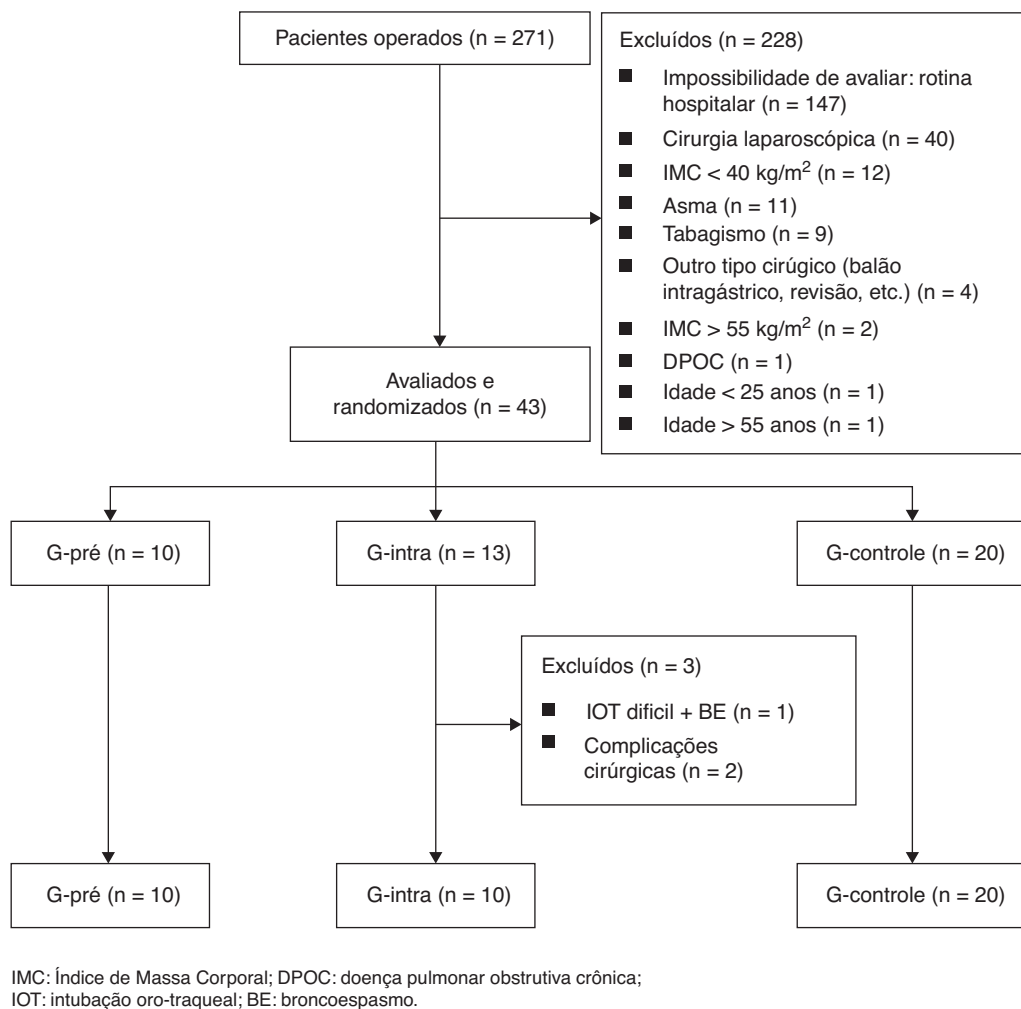 Pacientes operados (n = 271)
Excluídos (n = 228)
■ Impossibilidade de avaliar: rotina
hospitalar (n = 147)
■ Cirurgia laparoscópica (n = 40)
■ IMC < 40 kg/m² (n = 12)
■ Asma (n = 11)
■ Tabagismo (n = 9)
■ Outro tipo cirúgico (balão
intragástrico, revisão, etc.) (n = 4)
■ IMC > 55 kg/m² (n = 2)
■ DPOC (n = 1)
■ Idade < 25 anos (n = 1)
■ Idade > 55 anos (n = 1)
Avaliados e
randomizados (n = 43)
G-pré (n = 10)
G-intra (n = 13)
G-controle (n = 20)
Excluídos (n = 3)
■ IOT dificil + BE (n = 1)
■ Complicações
cirúrgicas (n = 2)
G-pré (n = 10)
G-intra (n = 10)
G-controle (n = 20)
IMC: Índice de Massa Corporal; DPOC: doença pulmonar obstrutiva crônica;
IOT: intubação oro-traqueal; BE: broncoespasmo.